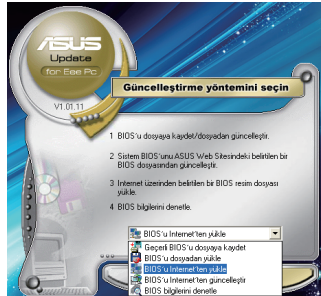 ASUS
Update
for Eee Pc
V1.01.11
Güncelleştirme yöntemini seçin
1 BIOS'u dosyaya kaydet/dosyadan güncelleştir.
2 Sistem BIOS'unu ASUS Web Sitesindeki belirtilen bir
BIOS dosyasından güncelleştir.
3 Internet üzerinden belirtilen bir BIOS resim dosyası
yükle.
4 BIOS bilgilerini denetle.
BIOS'u Internet'ten yükle
Geçerli BIOS'u dosyaya kaydet
BIOS'u dosyadan yükle
BIOS'u Internet'ten yükle
BIOS'u Internet'ten güncelleştir
BIOS bilgilerini denetle